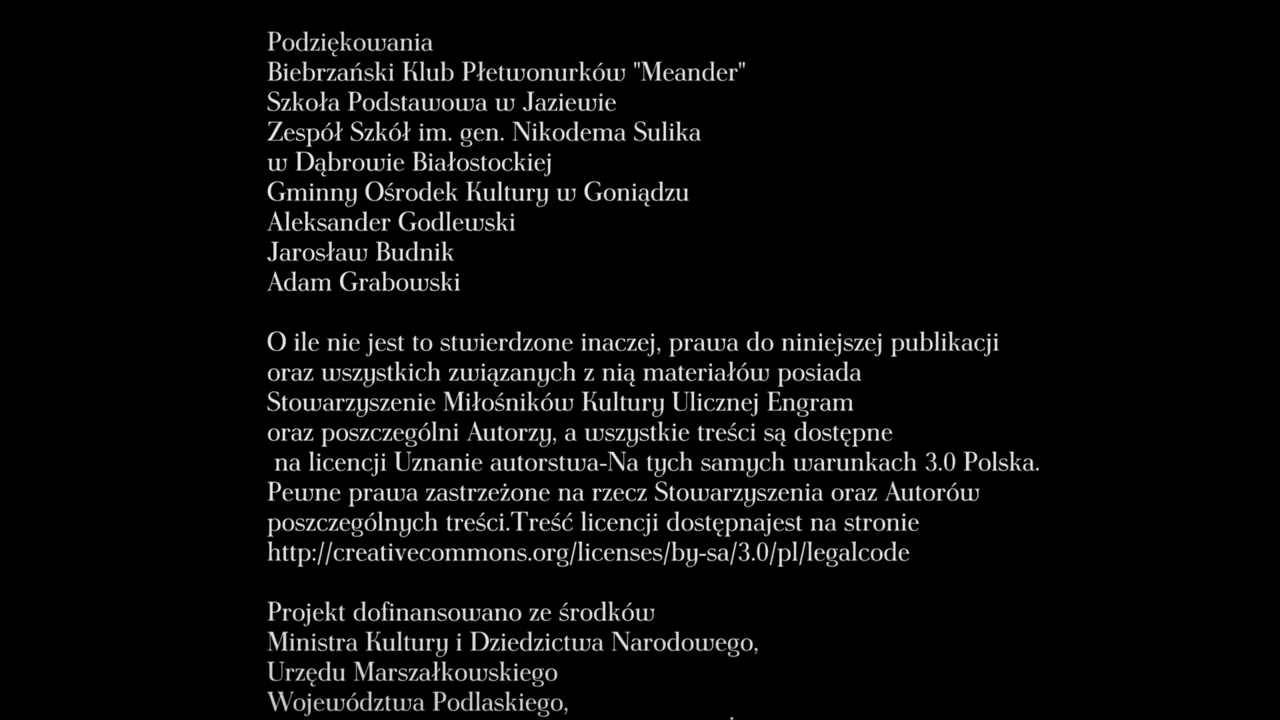 Podziękowania
Biebrzański Klub Płetwonurków "Meander"
Szkoła Podstawowa w Jaziewie
Zespół Szkół im. gen. Nikodema Sulika
w Dąbrowie Białostockiej
Gminny Ośrodek Kultury w Goniądzu
Aleksander Godlewski
Jarosław Budnik
Adam Grabowski
O ile nie jest to stwierdzone inaczej, prawa do niniejszej publikacji
oraz wszystkich związanych z nią materiałów posiada
Stowarzyszenie Miłośników Kultury Ulicznej Engram
oraz poszczególni Autorzy, a wszystkie treści są dostępne
na licencji Uznanie autorstwa-Na tych samych warunkach 3.0 Polska.
Pewne prawa zastrzeżone na rzecz Stowarzyszenia oraz Autorów
poszczególnych treści.Treść licencji dostępnajest na stronie
http://creativecommons.org/licenses/by-sa/3.0/pl/legalcode
Projekt dofinansowano ze środków
Ministra Kultury i Dziedzictwa Narodowego,
Urzędu Marszałkowskiego
Województwa Podlaskiego,